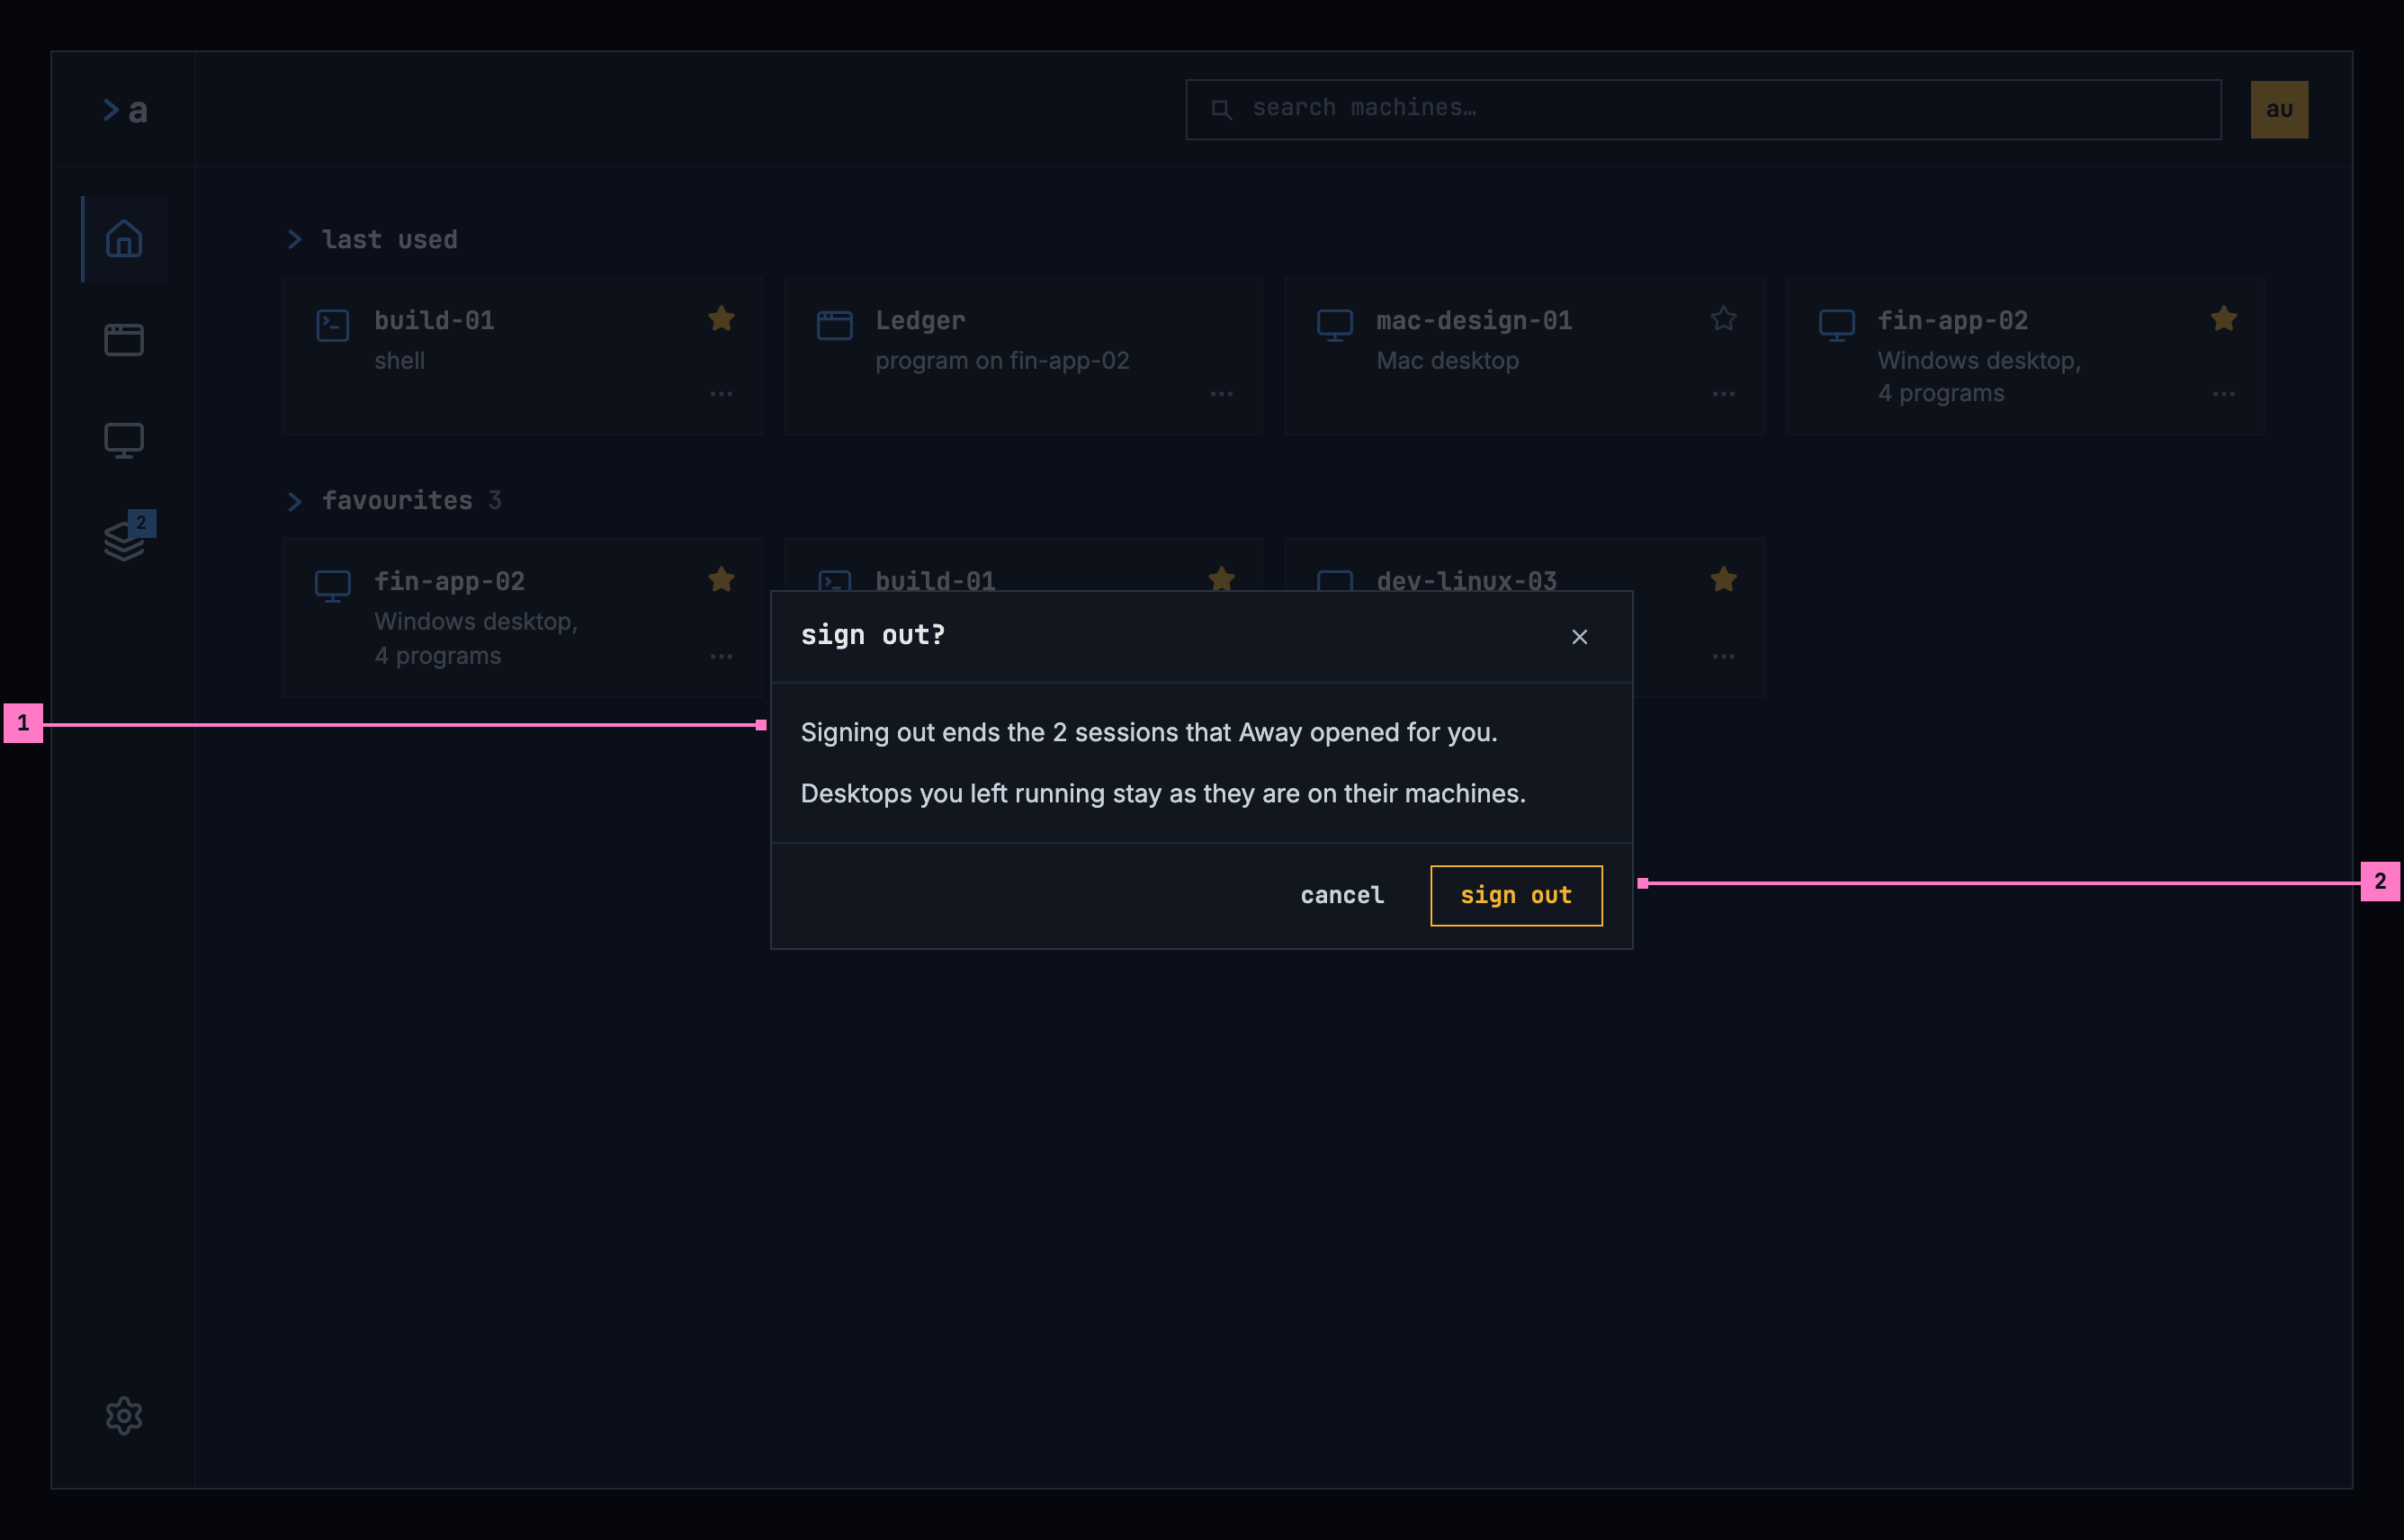 >a
search machines…
au
last used
build-01
shell
Ledger
program on fin-app-02
mac-design-01
Mac desktop
fin-app-02
Windows desktop,
4 programs
favourites 3
2
fin-app-02
Windows desktop,
4 programs
build-01
dev-linux-03
sign out?
1
Signing out ends the 2 sessions that Away opened for you.
Desktops you left running stay as they are on their machines.
cancel
sign out
2